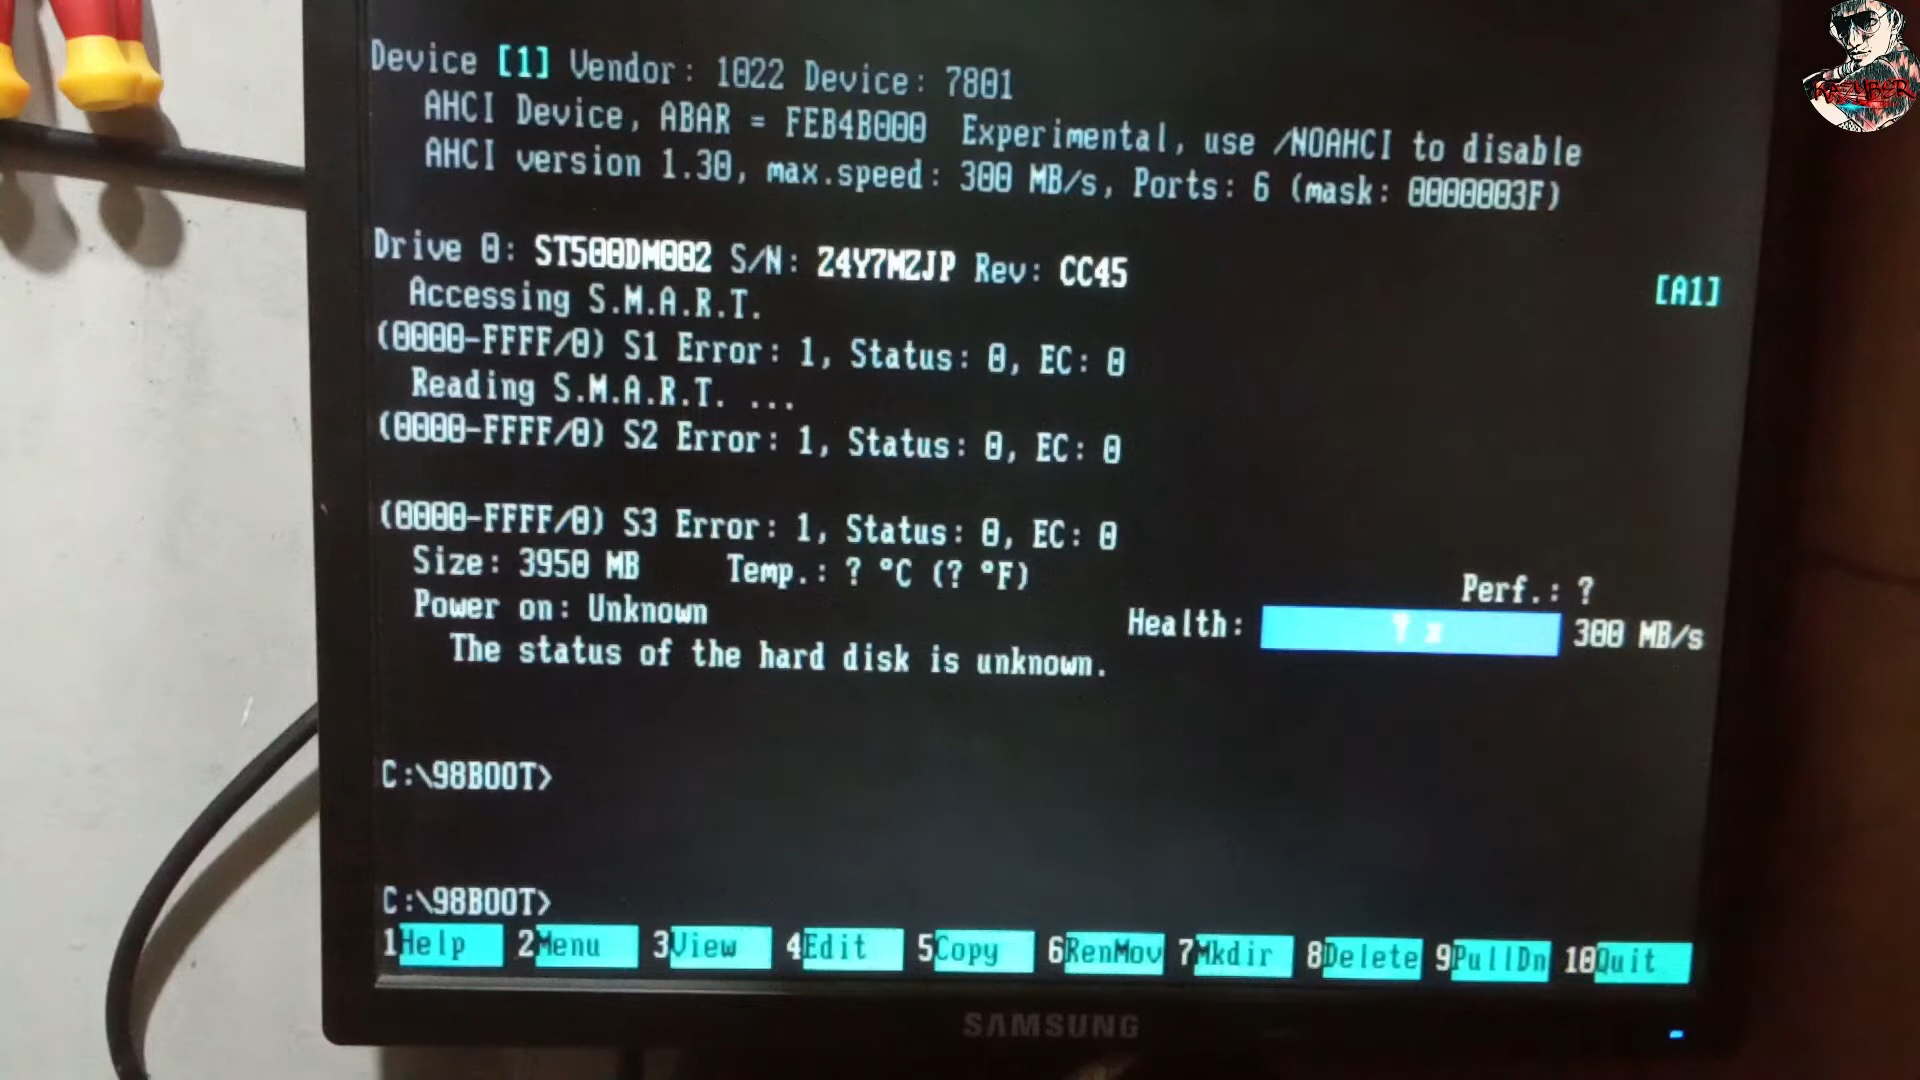 Device [1] Vendor: 1022 Device: 7801
AHCI Device, ABAR = FEB4B000 Experimental, use /NOAHCI to disable
AHCI version 1.30, max.speed: 300 MB/s, Ports: 6 (mask: 0000003F)
Drive 0: ST500DM002 S/N: Z4Y7MZJP Rev: CC45
[A1]
Accessing S.M.A.R.T.
(0000-FFFF/0) S1 Error: 1, Status: 0, EC: 0
Reading S.M.A.R.T. ...
(0000-FFFF/0) S2 Error: 1, Status: 0, EC: 0
(0000-FFFF/0) S3 Error: 1, Status: 0, EC: 0
Size: 3950 MB Temp.: ? °C (? °F)
Perf.: ?
Power on: Unknown
Health: ? % 300 MB/s
The status of the hard disk is unknown.
C:\98BOOT>
C:\98BOOT>
1Help 2Menu 3View 4Edit 5Copy 6RenMov 7Mkdir 8Delete 9PullDn 10Quit
SAMSUNG